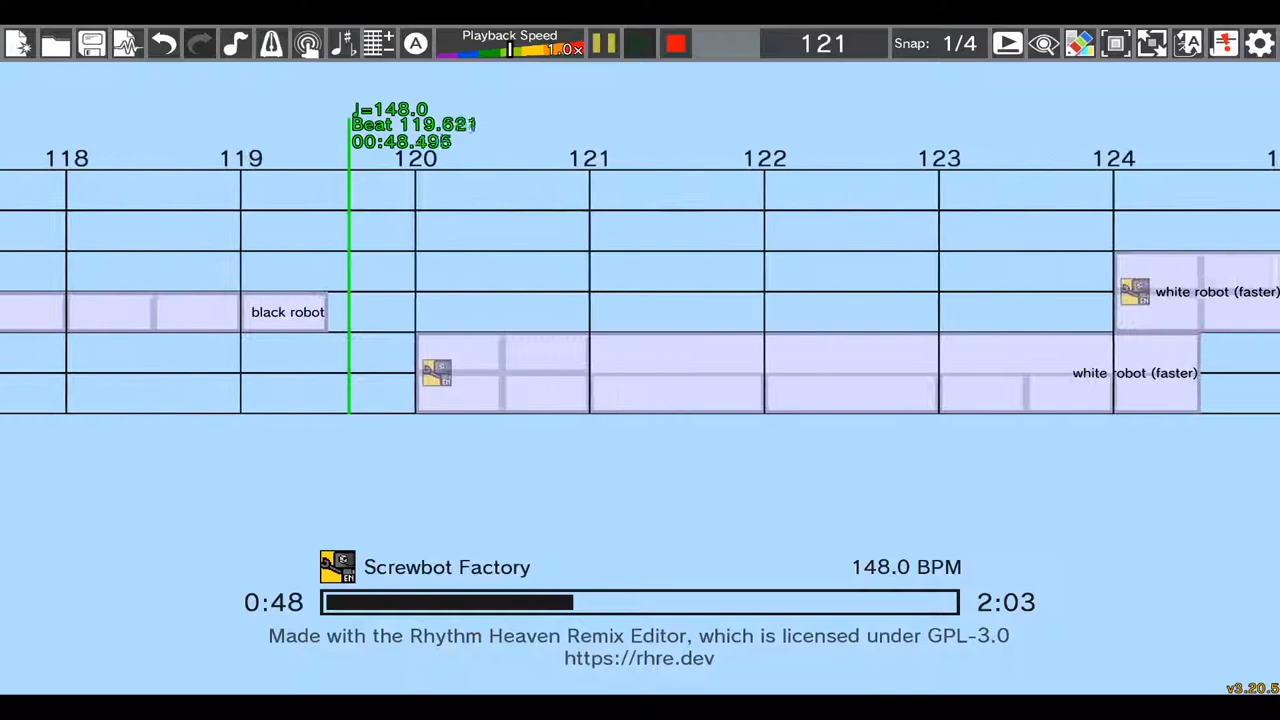 Playback Speed
1.0x
121
Snap: 1/4
♩=148.0
Beat 119.621
00:48.495
118 119 120 121 122 123 124 1
white robot (faster)
black robot
EN
white robot (faster)
Screwbot Factory 148.0 BPM
0:48 2:03
Made with the Rhythm Heaven Remix Editor, which is licensed under GPL-3.0
https://rhre.dev
v3.20.5